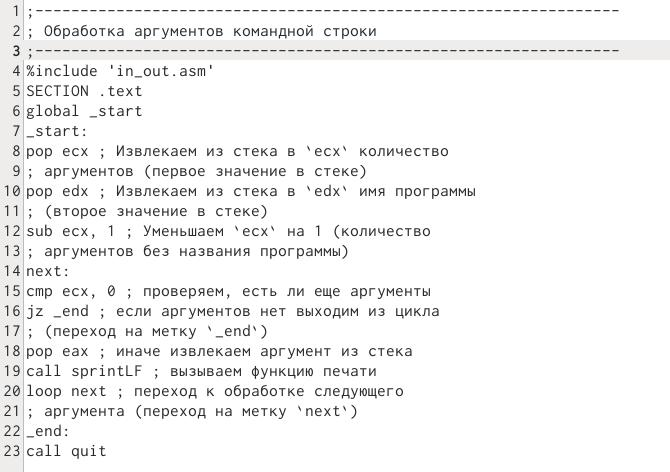 1 ;-----------------------------------------------------------------
2 ; Обработка аргументов командной строки
3 ;-----------------------------------------------------------------
4 %include 'in_out.asm'
5 SECTION .text
6 global _start
7 _start:
8 pop ecx ; Извлекаем из стека в `ecx` количество
9 ; аргументов (первое значение в стеке)
10 pop edx ; Извлекаем из стека в `edx` имя программы
11 ; (второе значение в стеке)
12 sub ecx, 1 ; Уменьшаем `ecx` на 1 (количество
13 ; аргументов без названия программы)
14 next:
15 cmp ecx, 0 ; проверяем, есть ли еще аргументы
16 jz _end ; если аргументов нет выходим из цикла
17 ; (переход на метку `_end`)
18 pop eax ; иначе извлекаем аргумент из стека
19 call sprintLF ; вызываем функцию печати
20 loop next ; переход к обработке следующего
21 ; аргумента (переход на метку `next`)
22 _end:
23 call quit